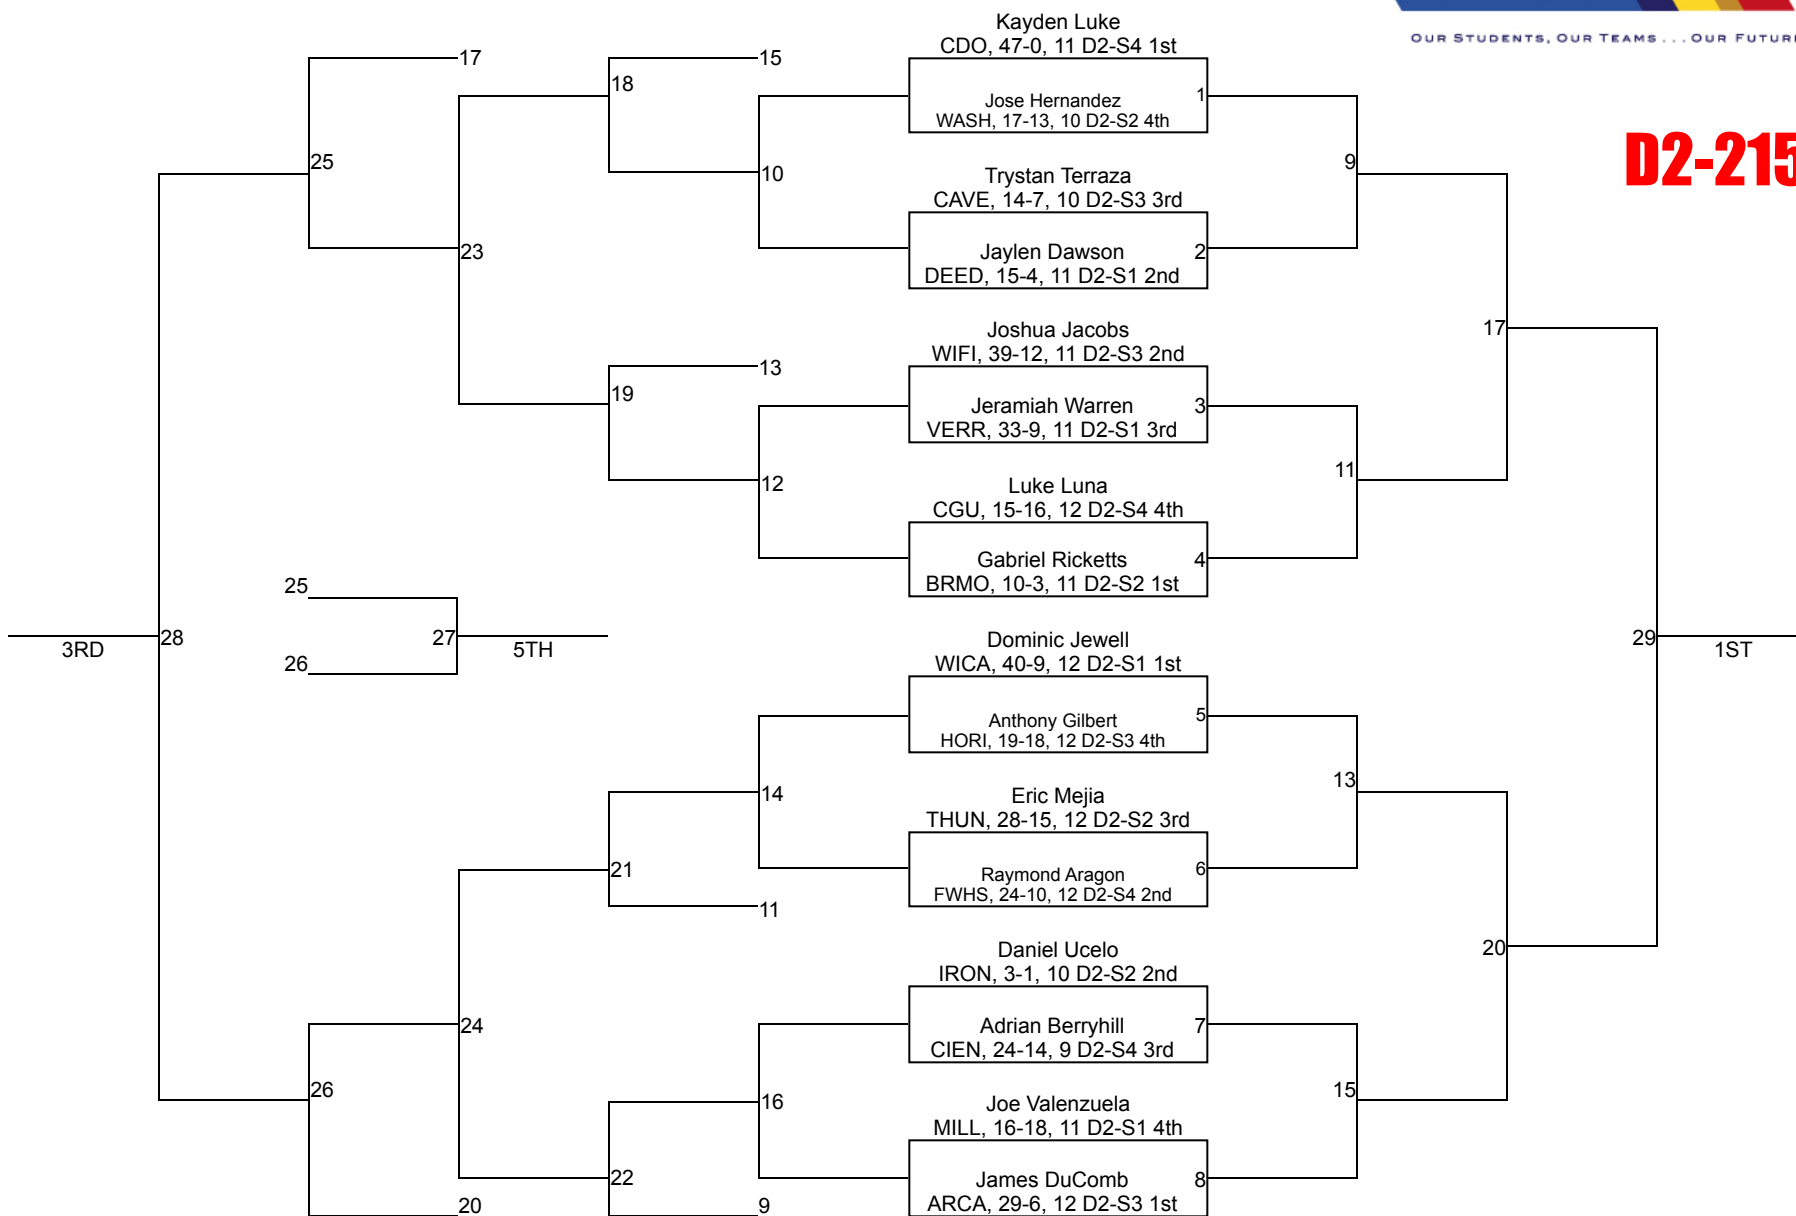 OUR STUDENTS, OUR TEAMS . . . OUR FUTURE
D2-215
Kayden Luke
CDO, 47-0, 11 D2-S4 1st
17
15
18
Jose Hernandez
1
WASH, 17-13, 10 D2-S2 4th
25
10
9
Trystan Terraza
CAVE, 14-7, 10 D2-S3 3rd
23
Jaylen Dawson
2
DEED, 15-4, 11 D2-S1 2nd
Joshua Jacobs
17
WIFI, 39-12, 11 D2-S3 2nd
13
19
Jeramiah Warren
3
VERR, 33-9, 11 D2-S1 3rd
12
11
Luke Luna
CGU, 15-16, 12 D2-S4 4th
Gabriel Ricketts
4
BRMO, 10-3, 11 D2-S2 1st
25
28
27
29
3RD
5TH
1ST
26
Dominic Jewell
WICA, 40-9, 12 D2-S1 1st
Anthony Gilbert
5
HORI, 19-18, 12 D2-S3 4th
14
13
Eric Mejia
THUN, 28-15, 12 D2-S2 3rd
21
Raymond Aragon
6
FWHS, 24-10, 12 D2-S4 2nd
11
Daniel Ucelo
20
IRON, 3-1, 10 D2-S2 2nd
24
Adrian Berryhill
7
CIEN, 24-14, 9 D2-S4 3rd
26
16
15
Joe Valenzuela
MILL, 16-18, 11 D2-S1 4th
22
James DuComb
8
ARCA, 29-6, 12 D2-S3 1st
20
9